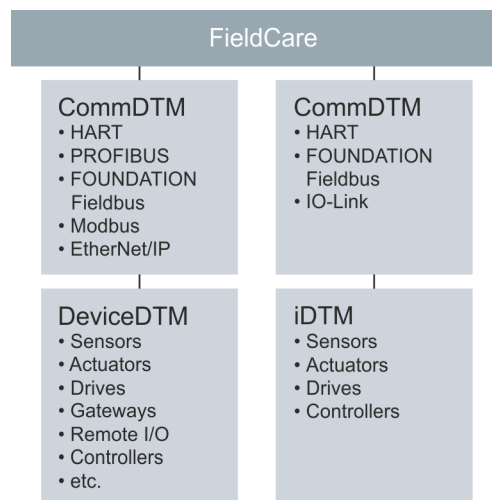 FieldCare
CommDTM
• HART
• PROFIBUS
• FOUNDATION
Fieldbus
• Modbus
• EtherNet/IP
CommDTM
• HART
• FOUNDATION
Fieldbus
• IO-Link
DeviceDTM
• Sensors
• Actuators
• Drives
• Gateways
• Remote I/O
• Controllers
• etc.
iDTM
• Sensors
• Actuators
• Drives
• Controllers